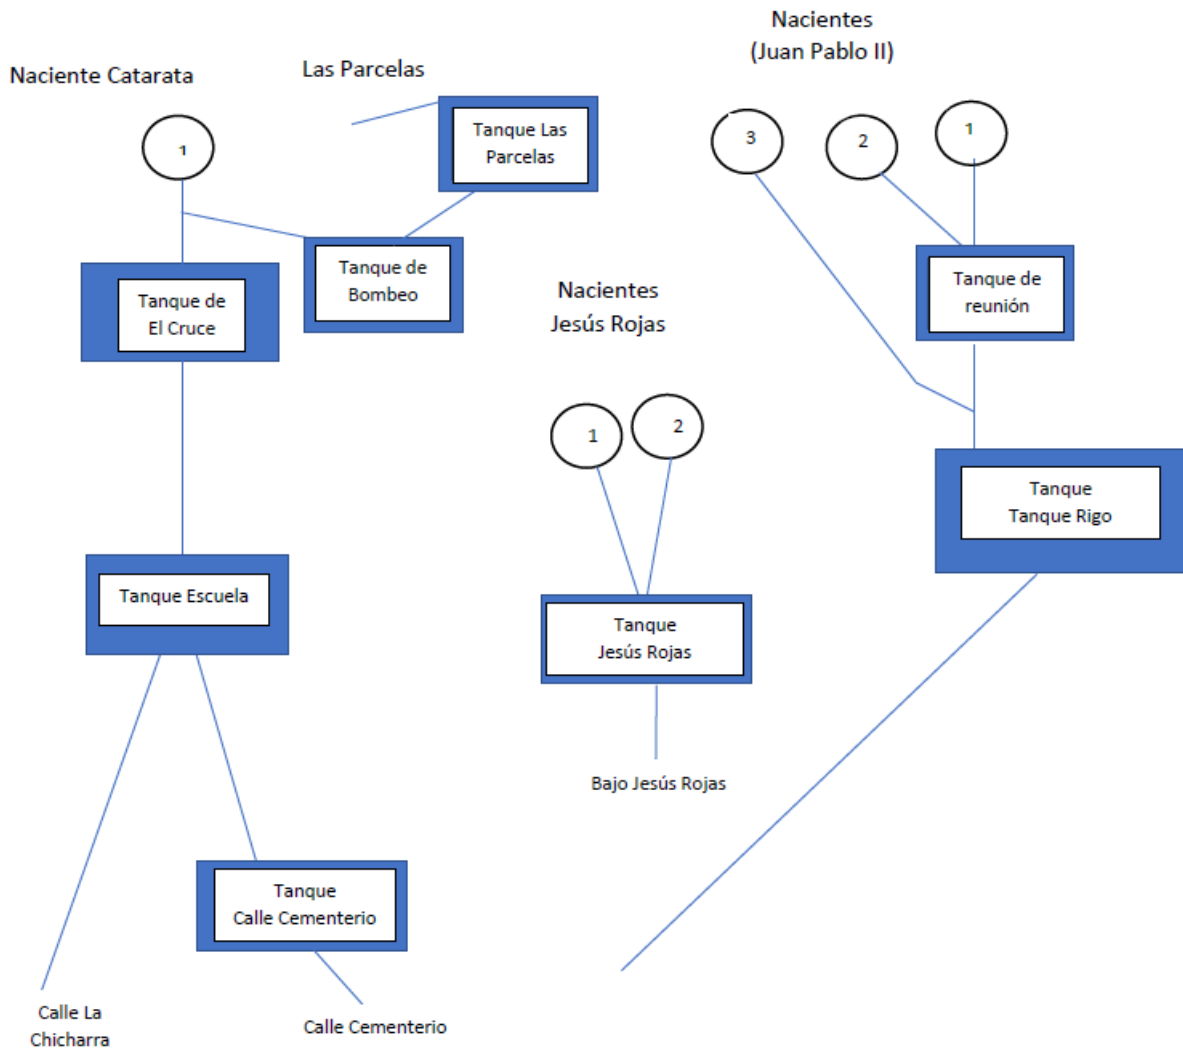 Nacientes
(Juan Pablo II)
Naciente Catarata
Las Parcelas
1
Tanque Las
Parcelas
3
2
1
Tanque de
El Cruce
Tanque de
Bombeo
Tanque de
reunión
Nacientes
Jesús Rojas
1
2
Tanque
Tanque Rigo
Tanque Escuela
Tanque
Jesús Rojas
Bajo Jesús Rojas
Tanque
Calle Cementerio
Calle La
Chicharra
Calle Cementerio